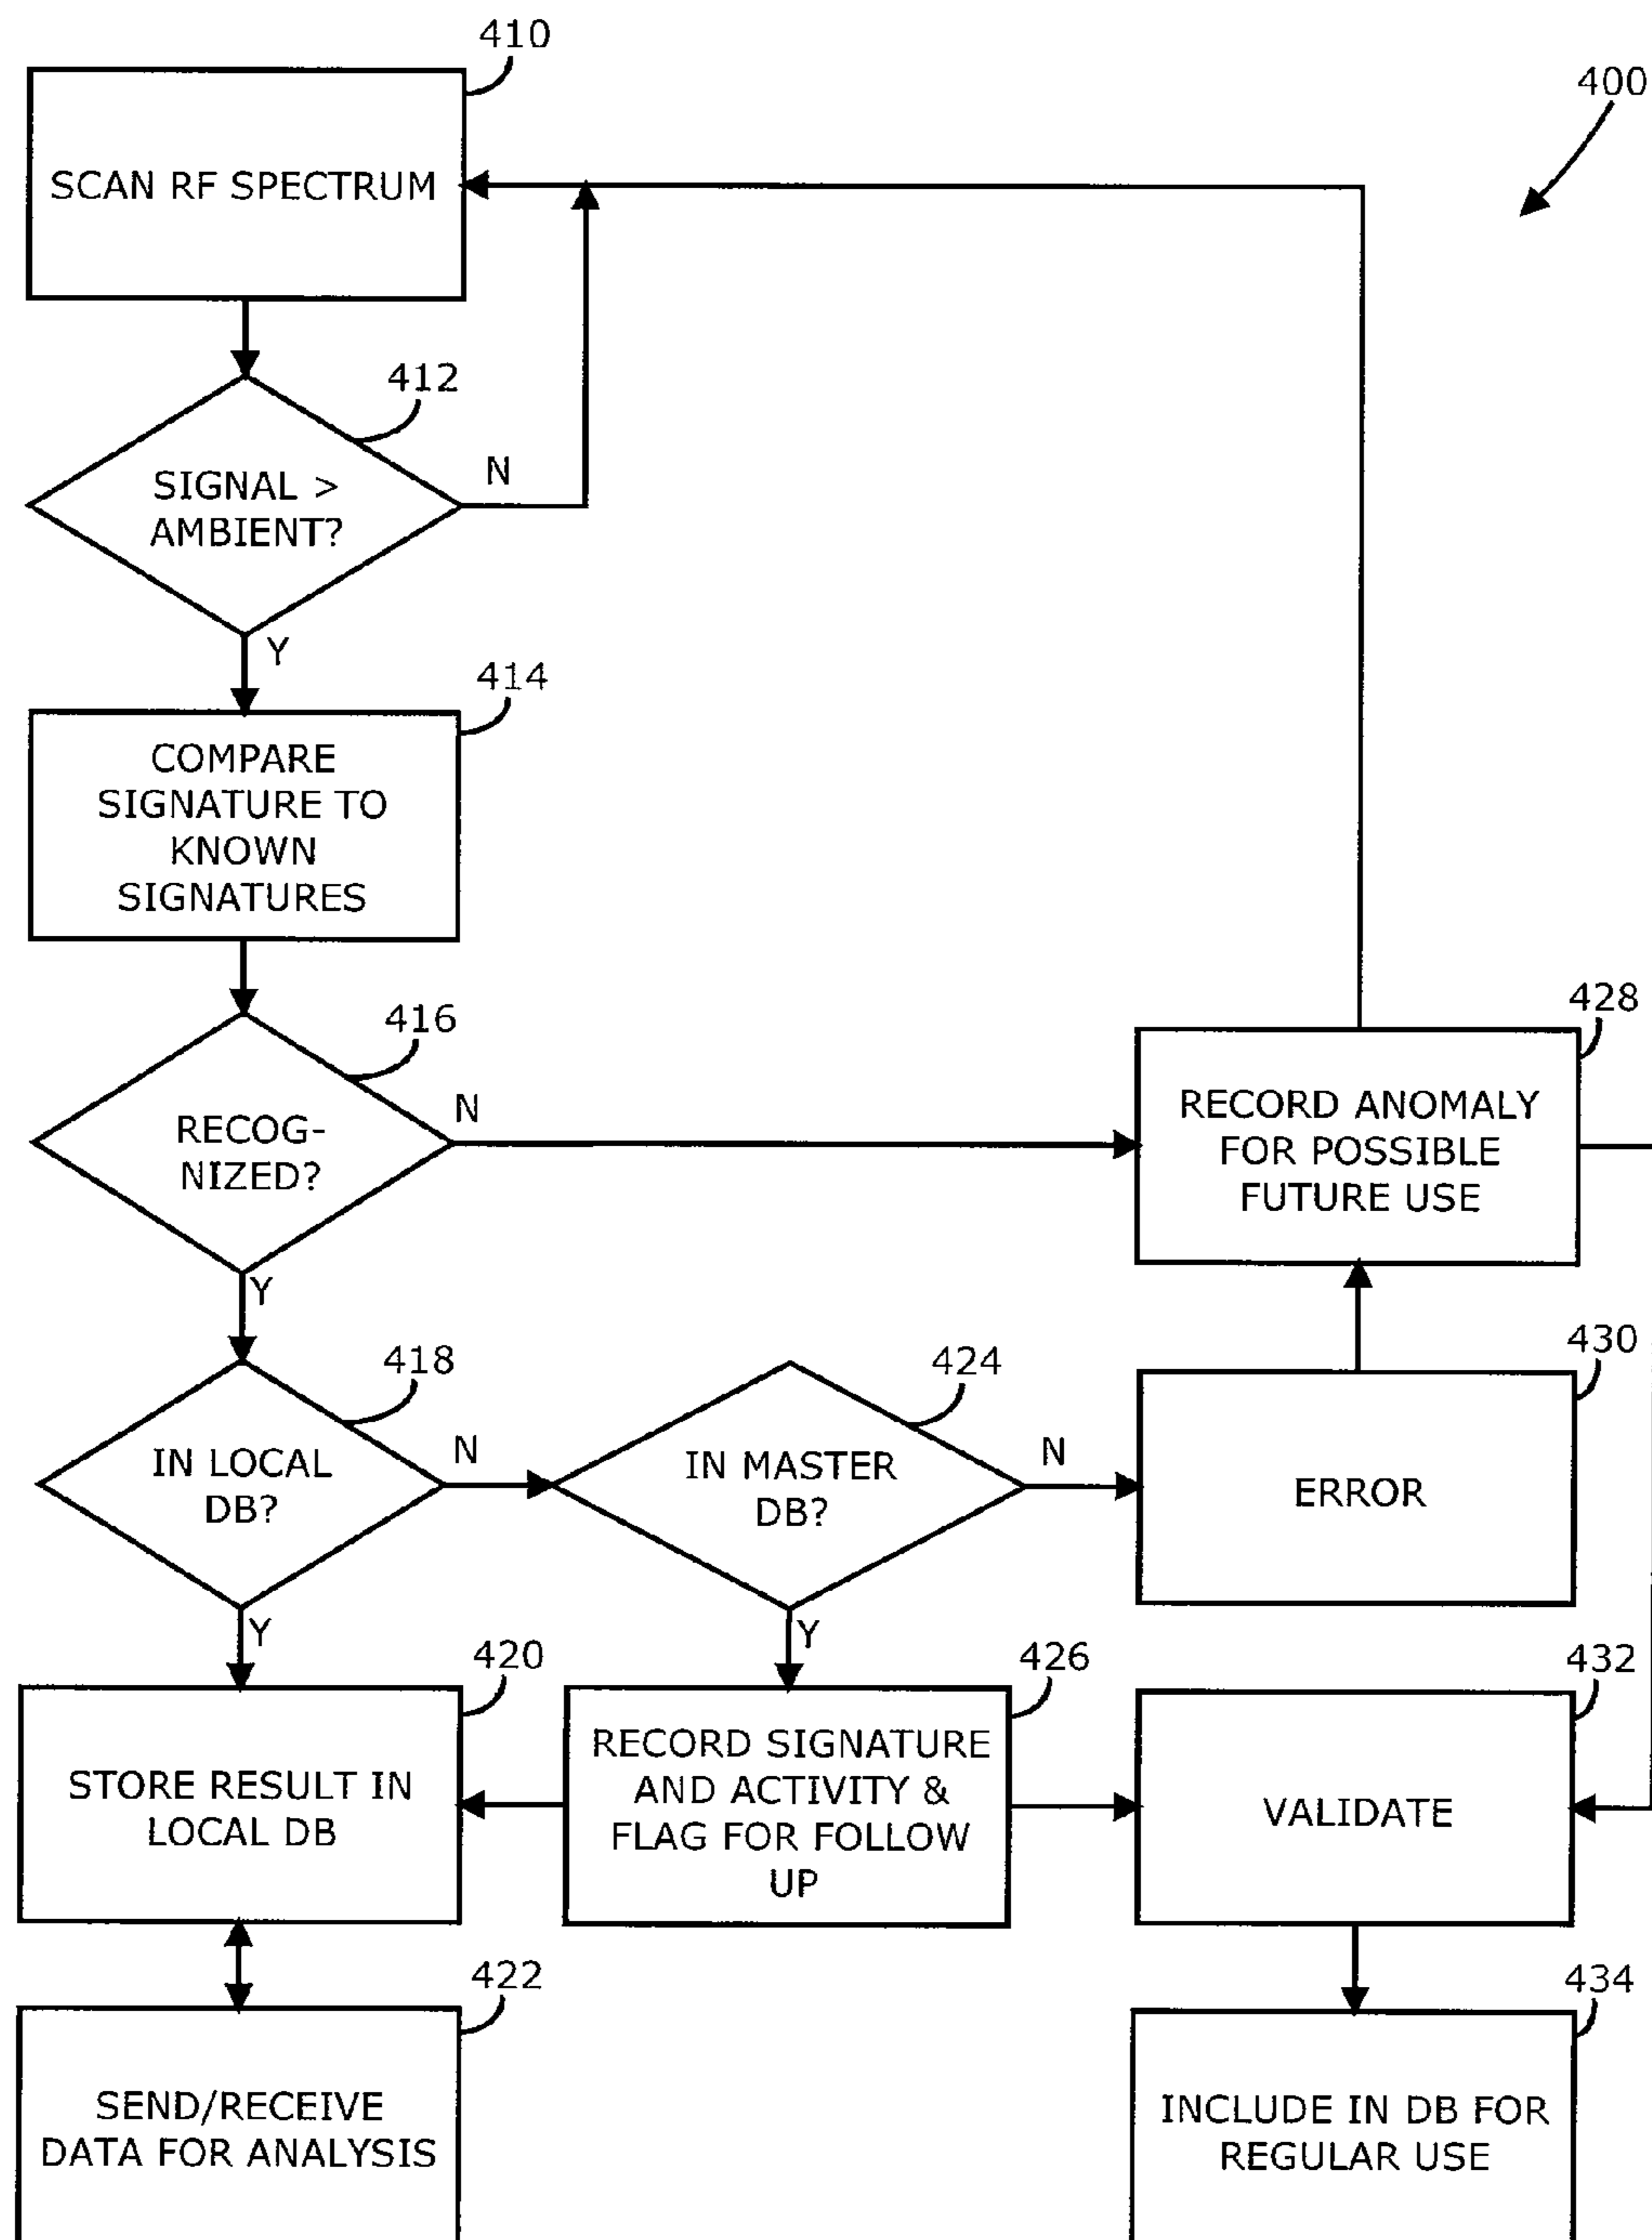 410
400
SCAN RF SPECTRUM
412
N
SIGNAL >
AMBIENT?
Y
414
COMPARE
SIGNATURE TO
KNOWN
SIGNATURES
416
N
RECOG-
NIZED?
Y
428
RECORD ANOMALY
FOR POSSIBLE
FUTURE USE
418
N
IN LOCAL
DB?
Y
424
N
IN MASTER
DB?
Y
430
ERROR
420
STORE RESULT IN
LOCAL DB
426
RECORD SIGNATURE
AND ACTIVITY &
FLAG FOR FOLLOW
UP
432
VALIDATE
422
SEND/RECEIVE
DATA FOR ANALYSIS
434
INCLUDE IN DB FOR
REGULAR USE